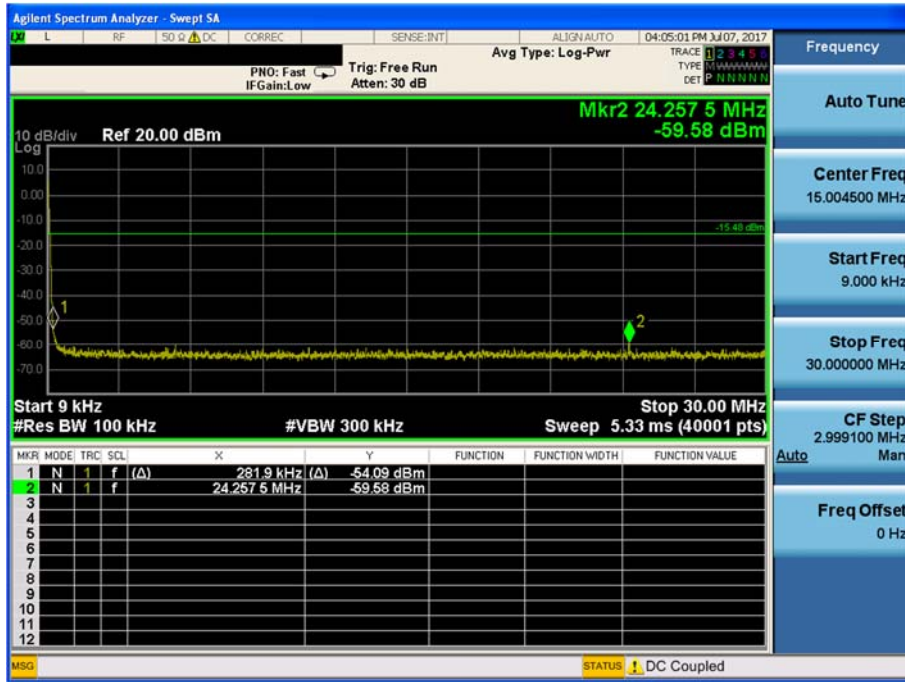 Agilent Spectrum Analyzer - Swept SA
LXI L RF 50 Ω DC CORREC SENSE:INT ALIGN AUTO 04:05:01 PM Jul 07, 2017
Avg Type: Log-Pwr
TRACE 1 2 3 4 5 6
TYPE M WWWWW
DET P N N N N N
PNO: Fast Trig: Free Run
IFGain:Low Atten: 30 dB
Frequency
Mkr2 24.257 5 MHz
-59.58 dBm
10 dB/div Ref 20.00 dBm
Log
10.0
0.00
-10.0
-15.48 dBm
-20.0
-30.0
-40.0
-50.0
-60.0
-70.0
1
2
Start 9 kHz Stop 30.00 MHz
#Res BW 100 kHz #VBW 300 kHz Sweep 5.33 ms (40001 pts)
MKR MODE TRC SCL X Y FUNCTION FUNCTION WIDTH FUNCTION VALUE
1 N 1 f (Δ) 281.9 kHz (Δ) -54.09 dBm
2 N 1 f 24.257 5 MHz -59.58 dBm
3
4
5
6
7
8
9
10
11
12
Auto Tune
Center Freq
15.004500 MHz
Start Freq
9.000 kHz
Stop Freq
30.000000 MHz
CF Step
2.999100 MHz
Auto Man
Freq Offset
0 Hz
MSG STATUS DC Coupled